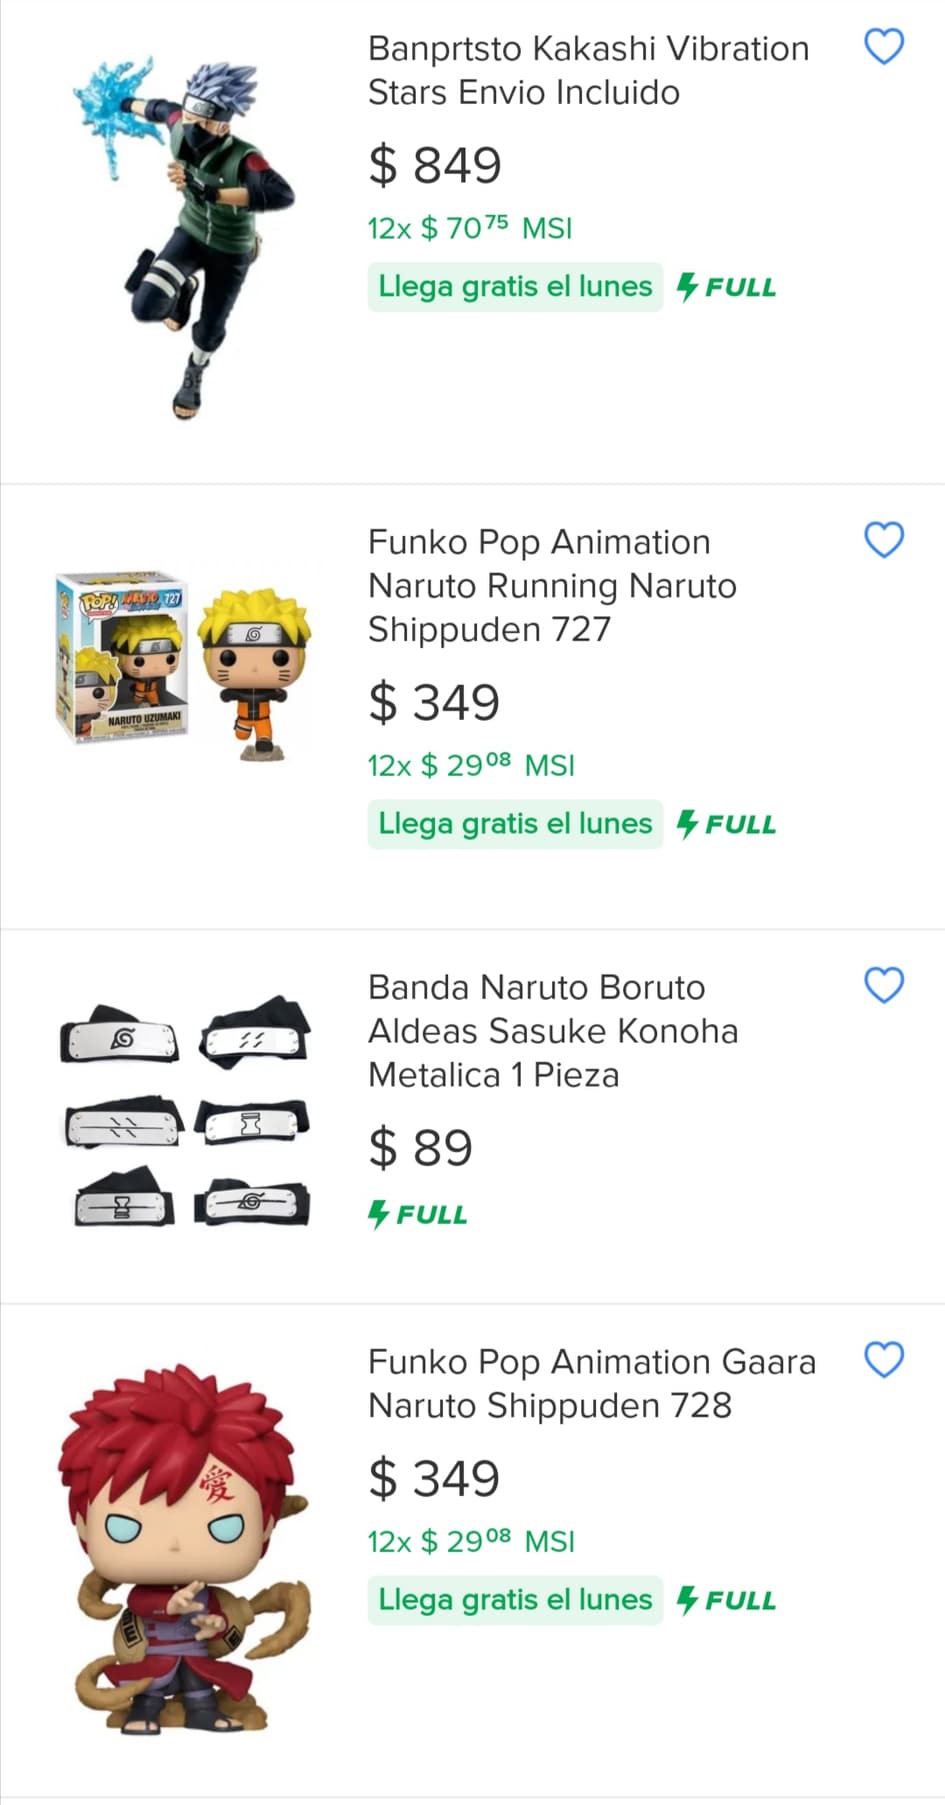 Banprtsto Kakashi Vibration
Stars Envio Incluido
$ 849
12x $ 70 75 MSI
Llega gratis el lunes FULL
Funko Pop Animation
Naruto Running Naruto
Shippuden 727
POP! NARUTO 727
NARUTO UZUMAKI
$ 349
12x $ 29 08 MSI
Llega gratis el lunes FULL
Banda Naruto Boruto
Aldeas Sasuke Konoha
Metalica 1 Pieza
$ 89
FULL
Funko Pop Animation Gaara
Naruto Shippuden 728
愛
$ 349
12x $ 29 08 MSI
Llega gratis el lunes FULL